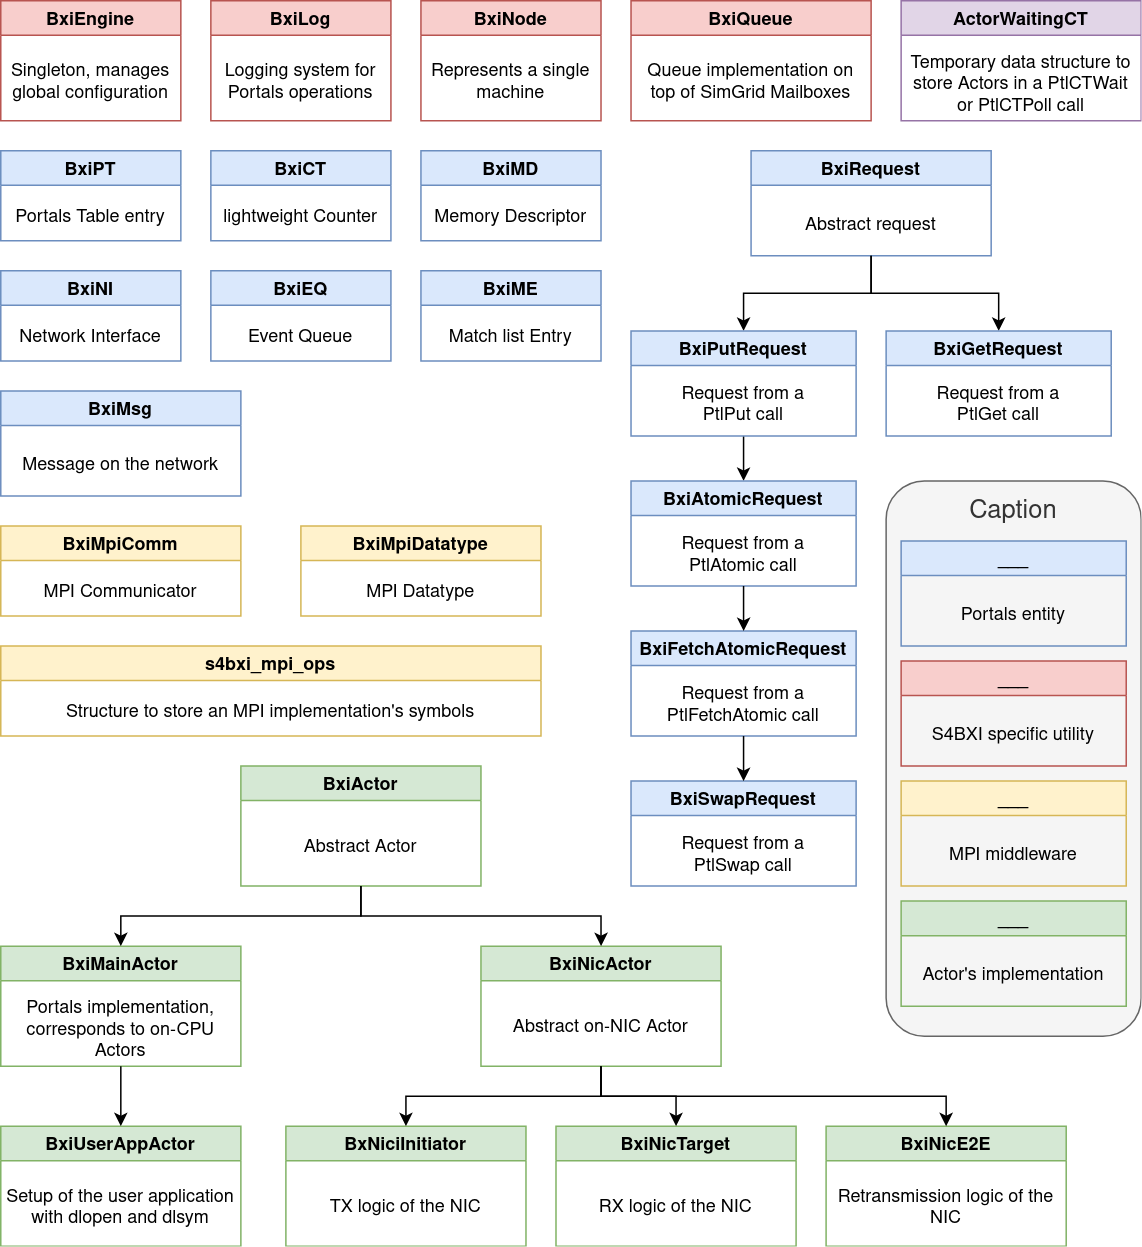 BxiEngine
Singleton, manages
global configuration
BxiLog
Logging system for
Portals operations
BxiNode
Represents a single
machine
BxiQueue
Queue implementation on
top of SimGrid Mailboxes
ActorWaitingCT
Temporary data structure to
store Actors in a PtlCTWait
or PtlCTPoll call
BxiPT
Portals Table entry
BxiCT
lightweight Counter
BxiMD
Memory Descriptor
BxiRequest
Abstract request
BxiNI
Network Interface
BxiEQ
Event Queue
BxiME
Match list Entry
BxiPutRequest
Request from a
PtlPut call
BxiGetRequest
Request from a
PtlGet call
BxiMsg
Message on the network
BxiAtomicRequest
Request from a
PtlAtomic call
BxiMpiComm
MPI Communicator
BxiMpiDatatype
MPI Datatype
s4bxi_mpi_ops
Structure to store an MPI implementation's symbols
BxiFetchAtomicRequest
Request from a
PtlFetchAtomic call
BxiSwapRequest
Request from a
PtlSwap call
Caption
___
Portals entity
___
S4BXI specific utility
___
MPI middleware
___
Actor's implementation
BxiActor
Abstract Actor
BxiMainActor
Portals implementation,
corresponds to on-CPU
Actors
BxiNicActor
Abstract on-NIC Actor
BxiUserAppActor
Setup of the user application
with dlopen and dlsym
BxNiciInitiator
TX logic of the NIC
BxiNicTarget
RX logic of the NIC
BxiNicE2E
Retransmission logic of the
NIC